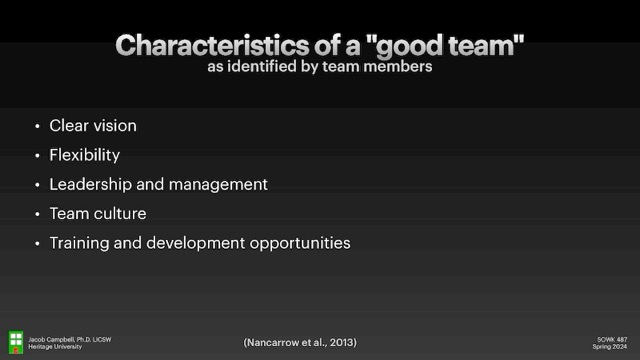 Characteristics of a "good team"
as identified by team members
• Clear vision
• Flexibility
• Leadership and management
• Team culture
• Training and development opportunities
Jacob Campbell, Ph.D. LICSW
Heritage University
(Nancarrow et al., 2013)
SOWK 487
Spring 2024